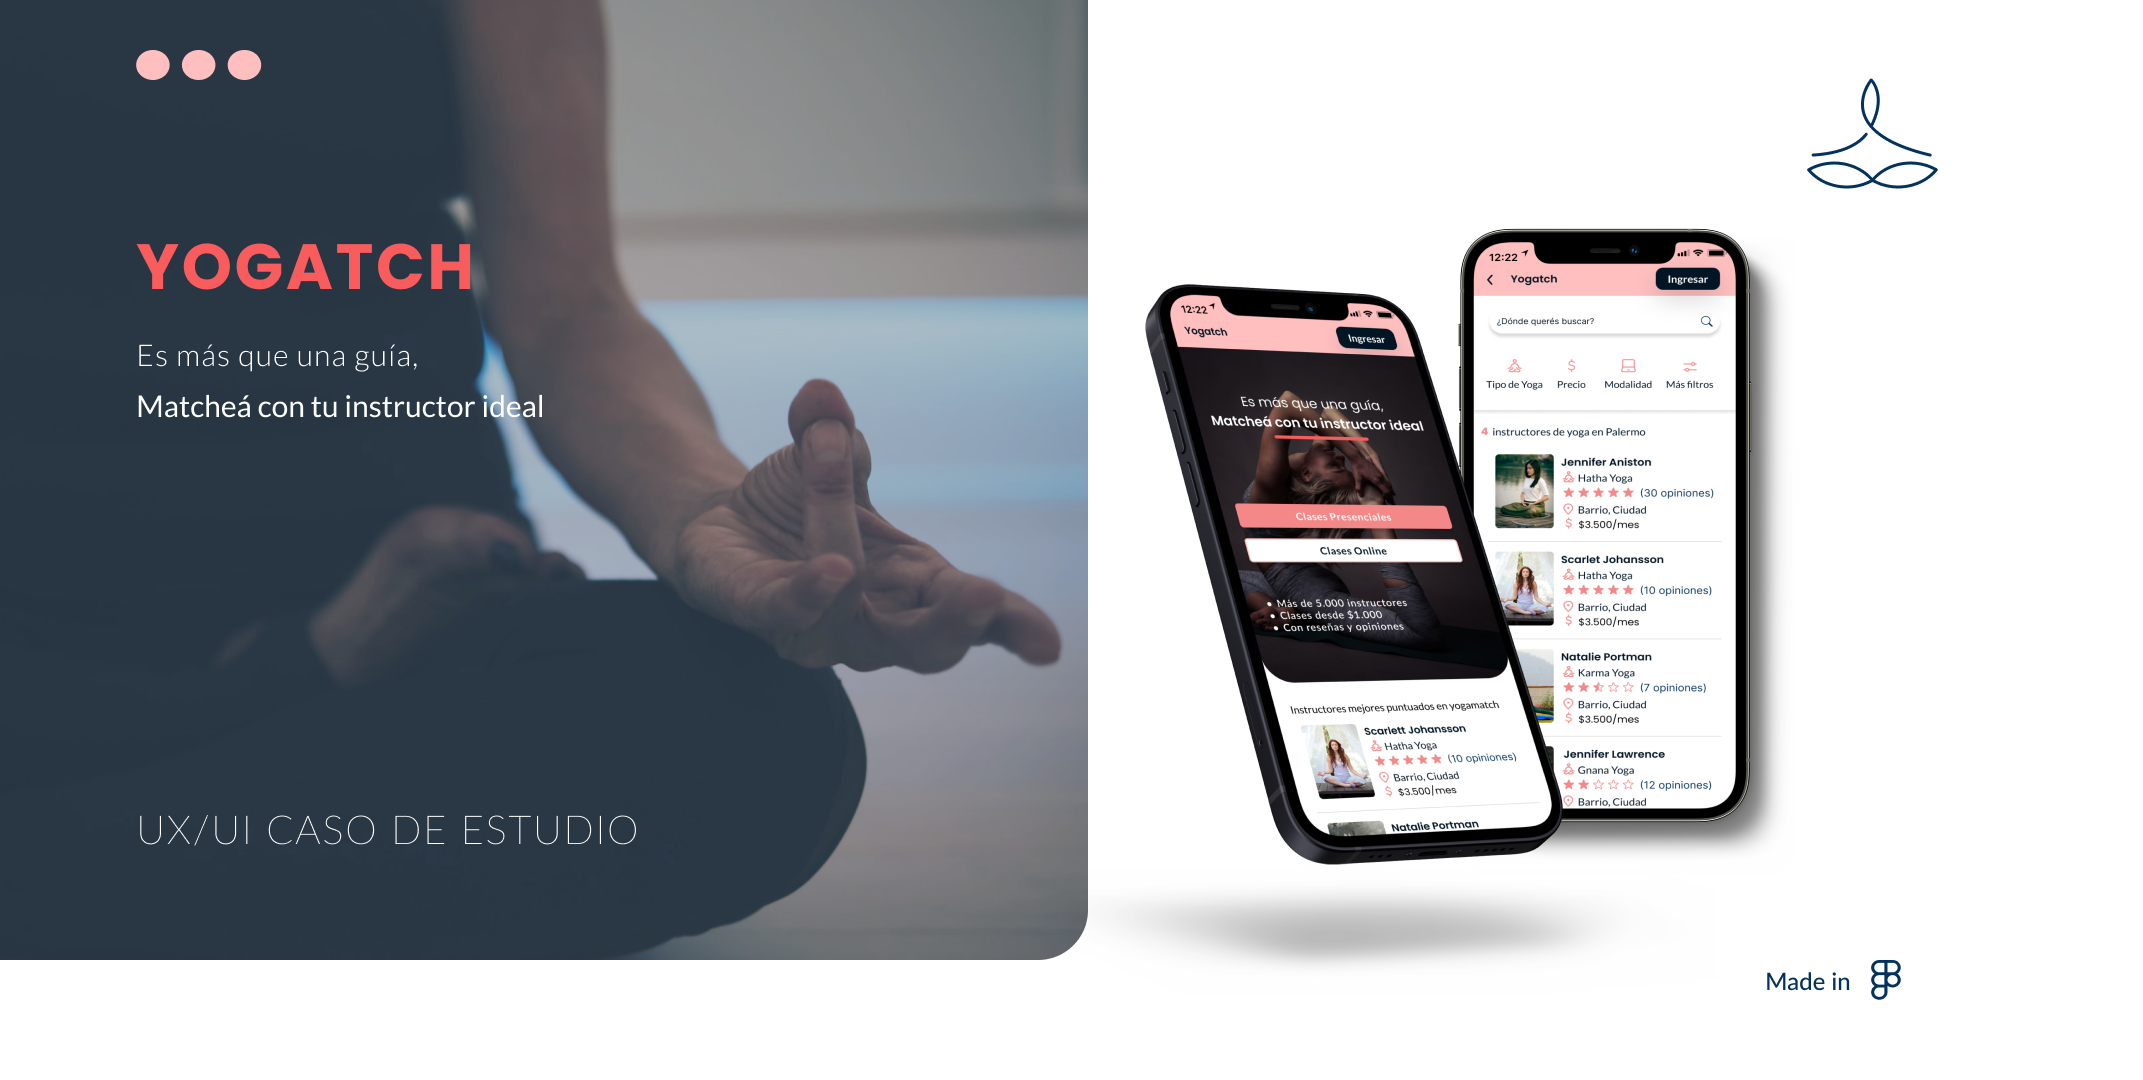 YOGATCH
Es más que una guía,
Matcheá con tu instructor ideal
UX/UI CASO DE ESTUDIO
12:22
Yogatch
Ingresar
Es más que una guía,
Matcheá con tu instructor ideal
Clases Presenciales
Clases Online
• Más de 5.000 instructores
• Clases desde $1.000
• Con reseñas y opiniones
Instructores mejores puntuados en yogamatch
Scarlett Johansson
Hatha Yoga
(10 opiniones)
Barrio, Ciudad
$ $3.500/mes
Natalie Portman
12:22
Yogatch
Ingresar
¿Dónde querés buscar?
Tipo de Yoga
$
Precio
Modalidad
Más filtros
4 instructores de yoga en Palermo
Jennifer Aniston
Hatha Yoga
(30 opiniones)
Barrio, Ciudad
$ $3.500/mes
Scarlet Johansson
Hatha Yoga
(10 opiniones)
Barrio, Ciudad
$ $3.500/mes
Natalie Portman
Karma Yoga
(7 opiniones)
Barrio, Ciudad
$ $3.500/mes
Jennifer Lawrence
Gnana Yoga
(12 opiniones)
Barrio, Ciudad
Made in